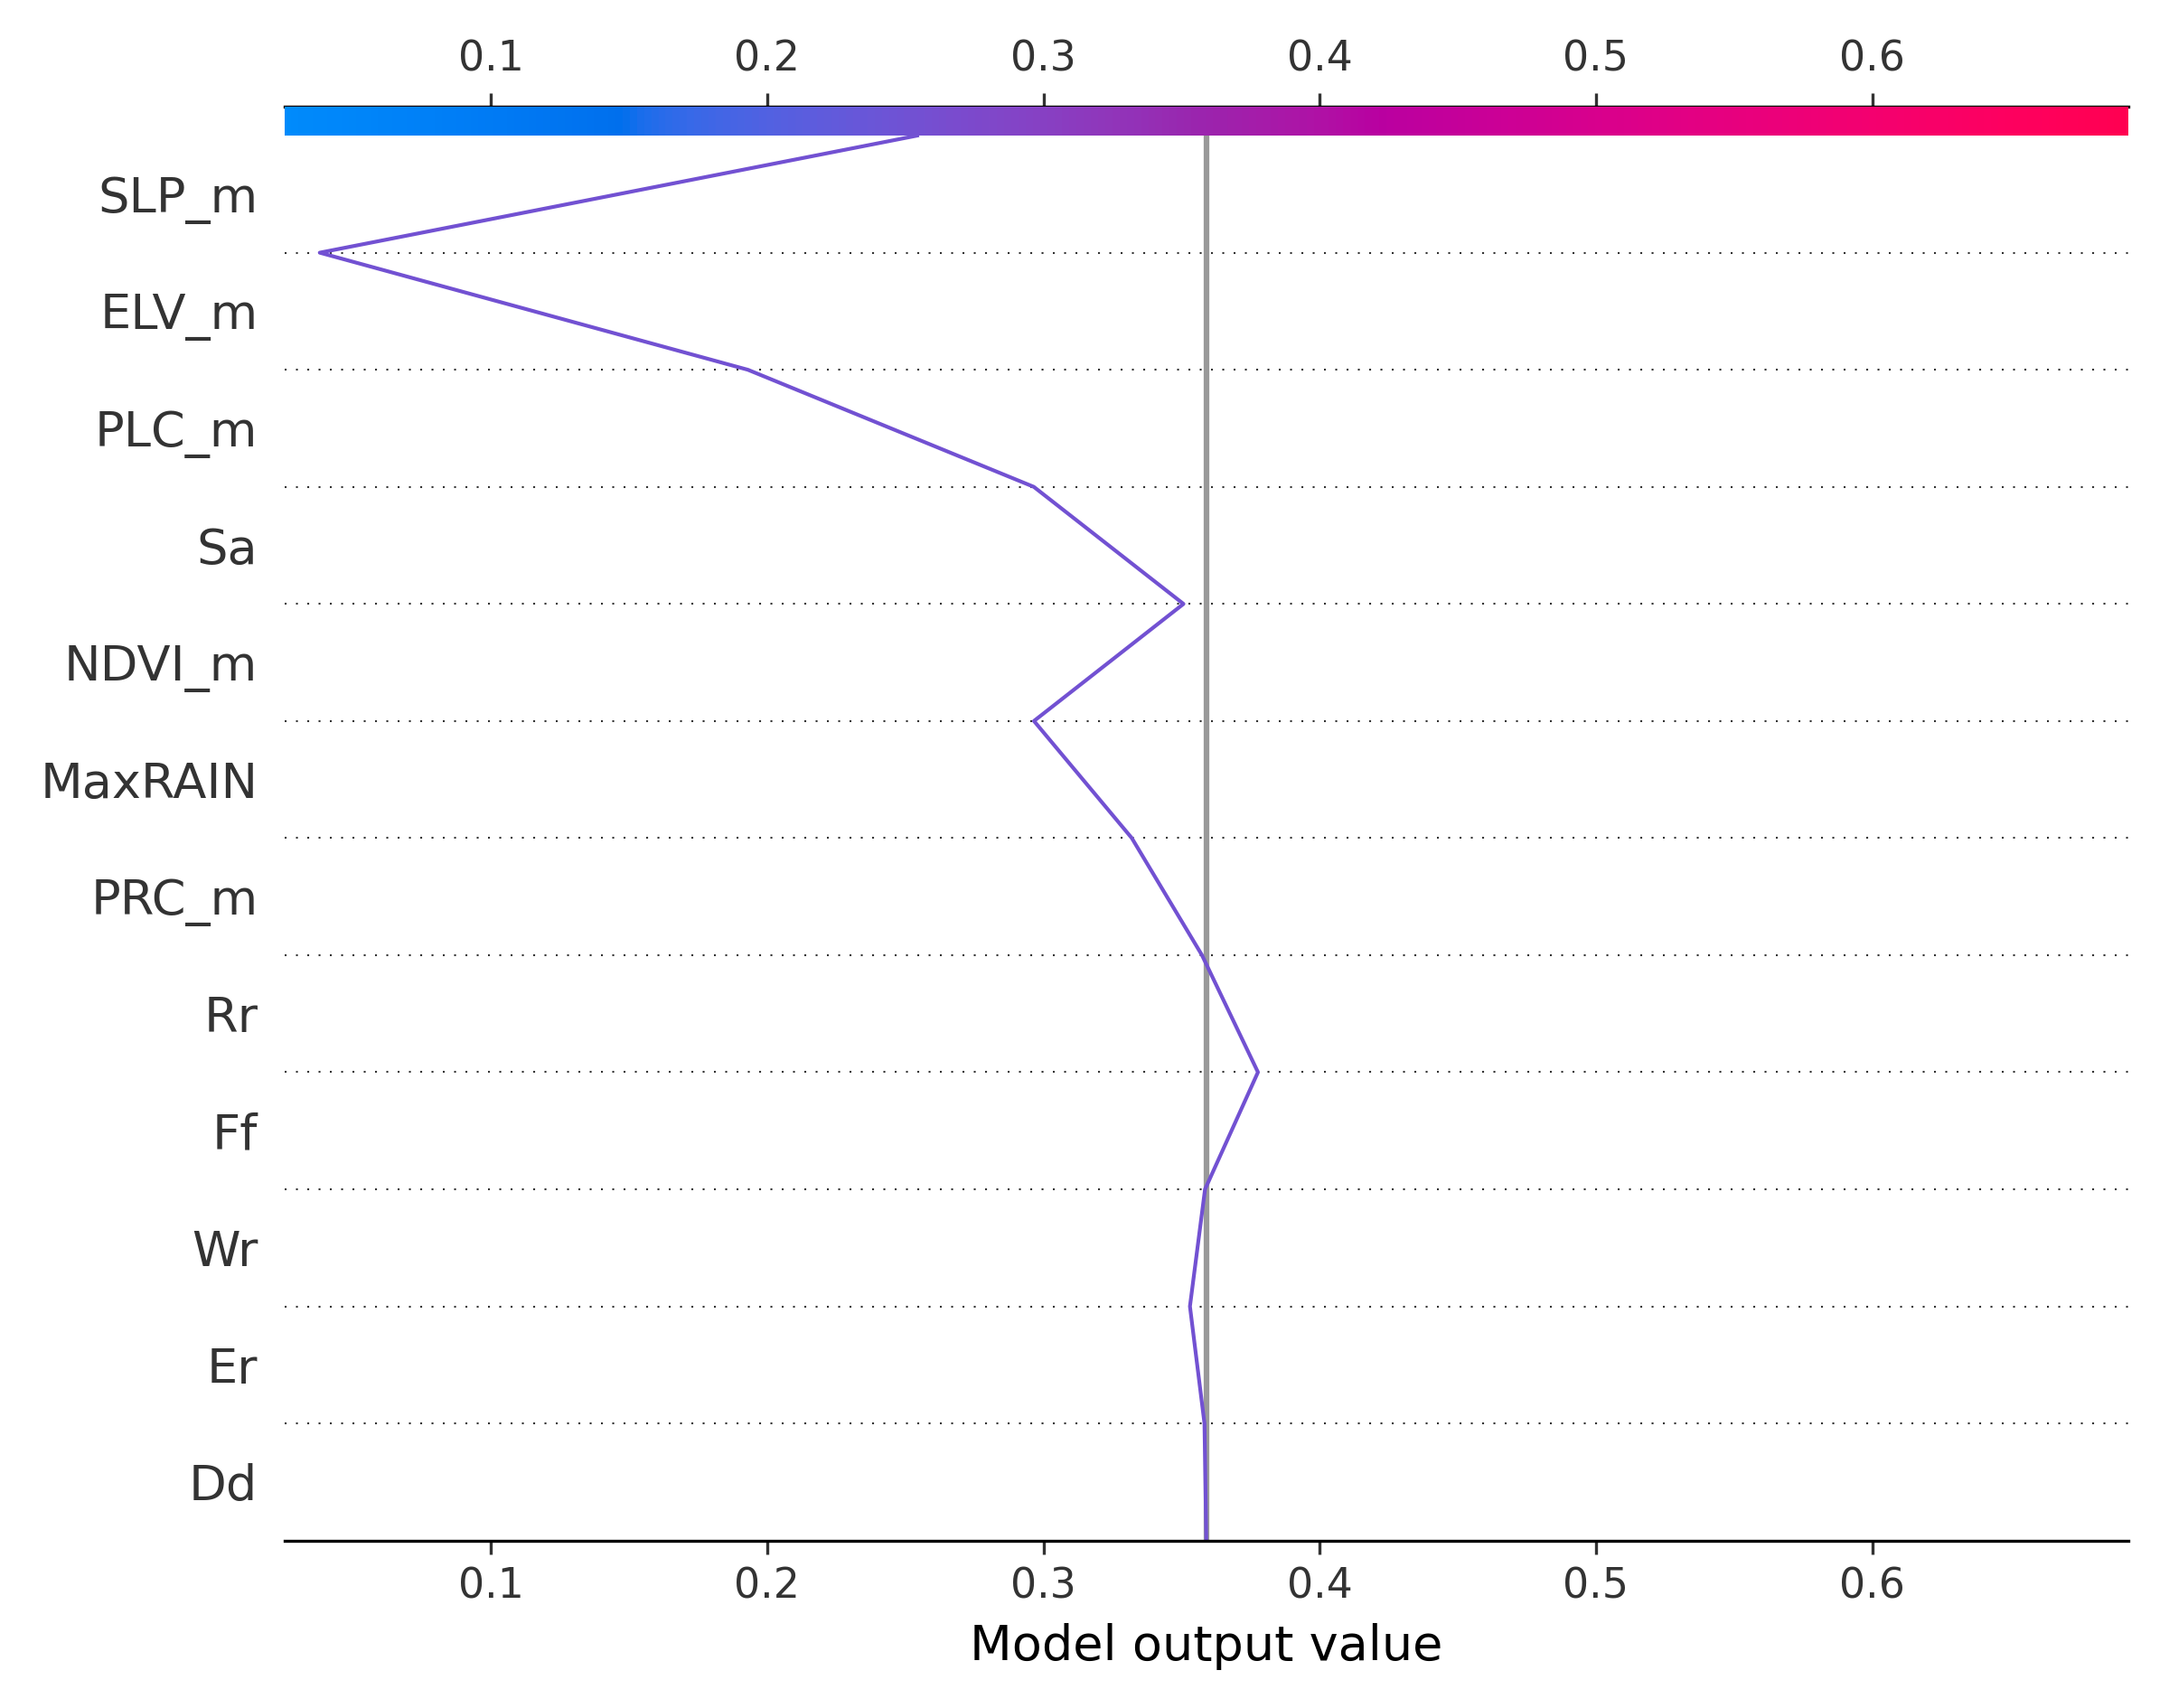 0.1 0.2 0.3 0.4 0.5 0.6
SLP_m
ELV_m
PLC_m
Sa
NDVI_m
MaxRAIN
PRC_m
Rr
Ff
Wr
Er
Dd
0.1 0.2 0.3 0.4 0.5 0.6
Model output value